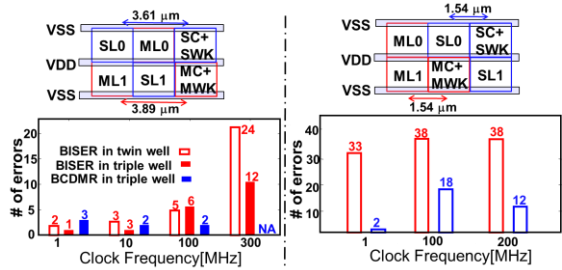 3.61 μm
VSS
SL0 ML0 SC+ SWK
VDD
ML1 SL1 MC+ MWK
VSS
3.89 μm
# of errors
20
15
10
5
0
BISER in twin well
BISER in triple well
BCDMR in triple well
2 1 3
3 1 2
5 6 2
24 12 NA
1 10 100 300
Clock Frequency[MHz]
1.54 μm
VSS
ML0 SL0 SC+ SWK
VDD
ML1 MC+ MWK SL1
VSS
1.54 μm
# of errors
40
30
20
10
33 2
38 18
38 12
1 100 200
Clock Frequency[MHz]